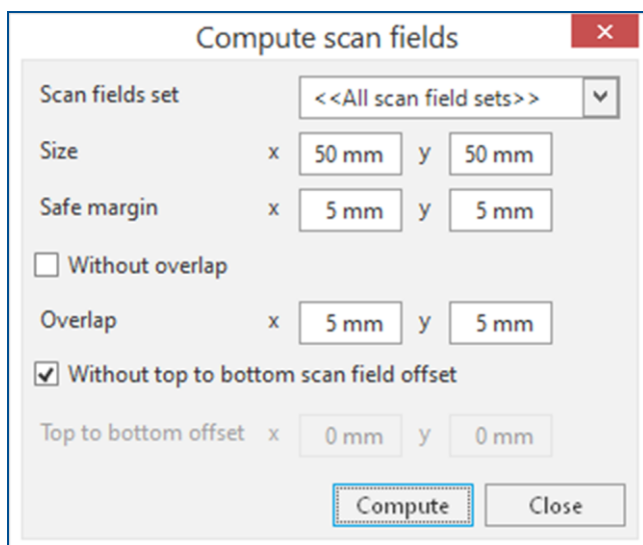 Compute scan fields
Scan fields set <<All scan field sets>>
Size x 50 mm y 50 mm
Safe margin x 5 mm y 5 mm
Without overlap
Overlap x 5 mm y 5 mm
Without top to bottom scan field offset
Top to bottom offset x 0 mm y 0 mm
Compute Close